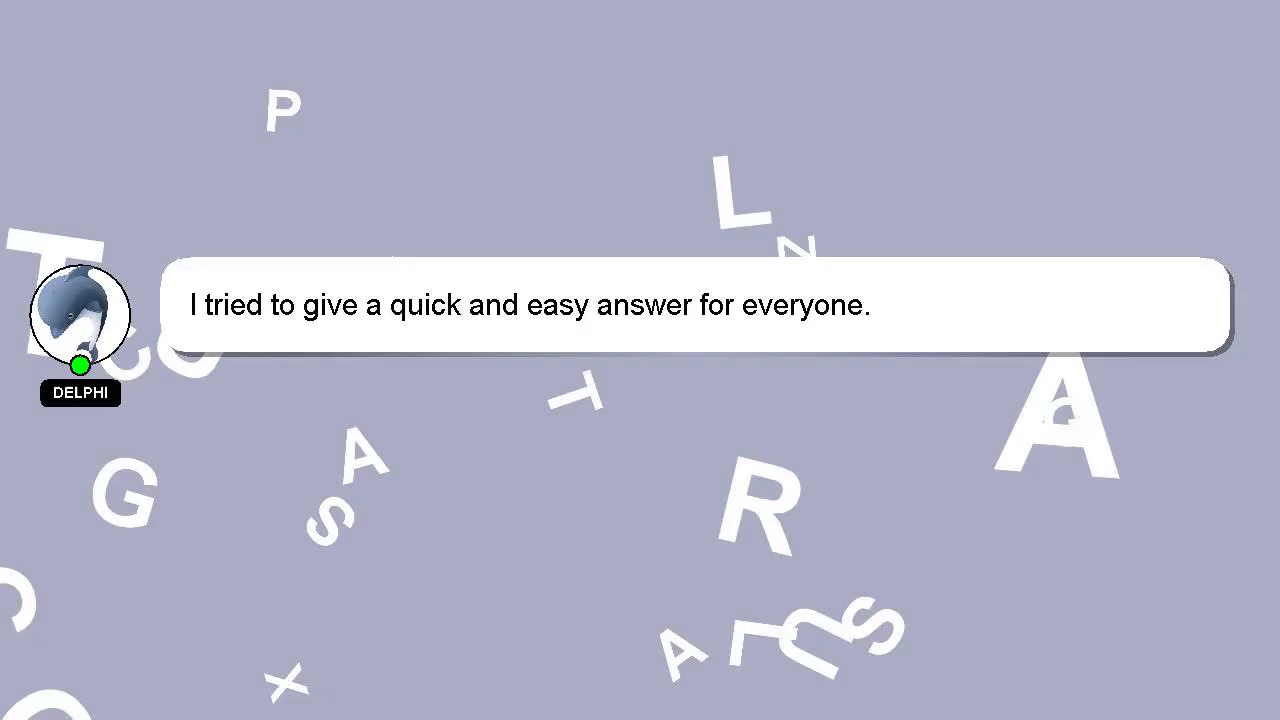 P
L
Z
T
I tried to give a quick and easy answer for everyone.
DELPHI
T
A
G
A
S
R
C
A
L
U
S
X